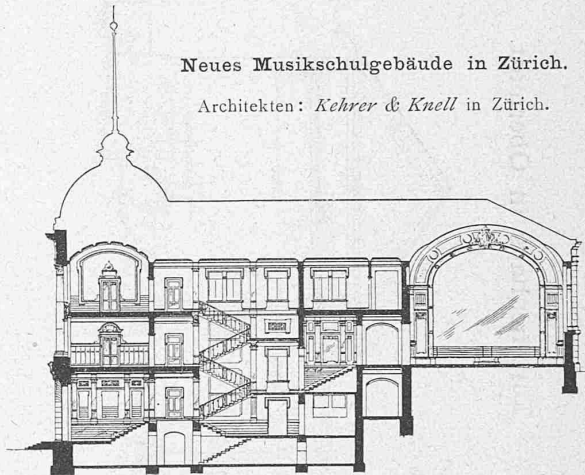 Neues Musikschulgebäude in Zürich.
Architekten: Kehrer & Knell in Zürich.